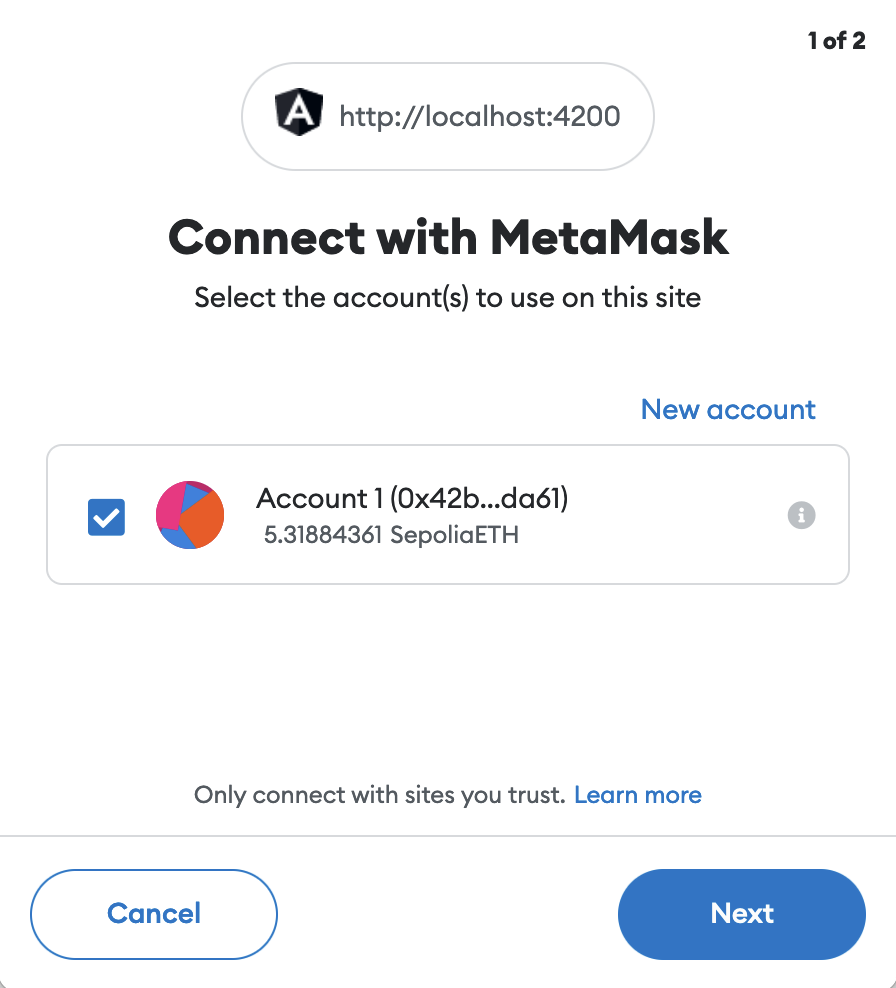 1 of 2
http://localhost:4200
Connect with MetaMask
Select the account(s) to use on this site
New account
Account 1 (0x42b...da61)
5.31884361 SepoliaETH
Only connect with sites you trust. Learn more
Cancel
Next